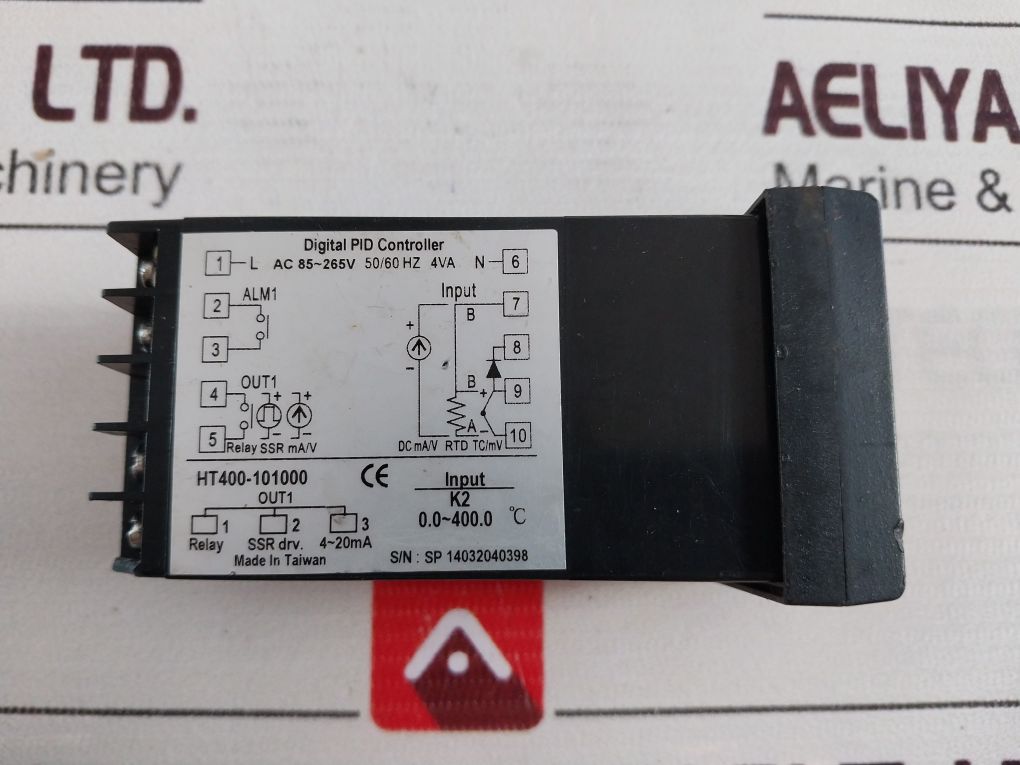 LTD.
AELIYA
chinery
Marine &
Digital PID Controller
1 L AC 85~265V 50/60 HZ 4VA N 6
2 ALM1 Input 7
B
+
3 8
-
4 OUT1 B + 9
+ +
5 A - 10
- -
Relay SSR mA/V DC mA/V RTD TC/mV
HT400-101000 CE Input
OUT1 K2
1 2 3 0.0~400.0 ℃
Relay SSR drv. 4~20mA
Made In Taiwan S/N : SP 14032040398